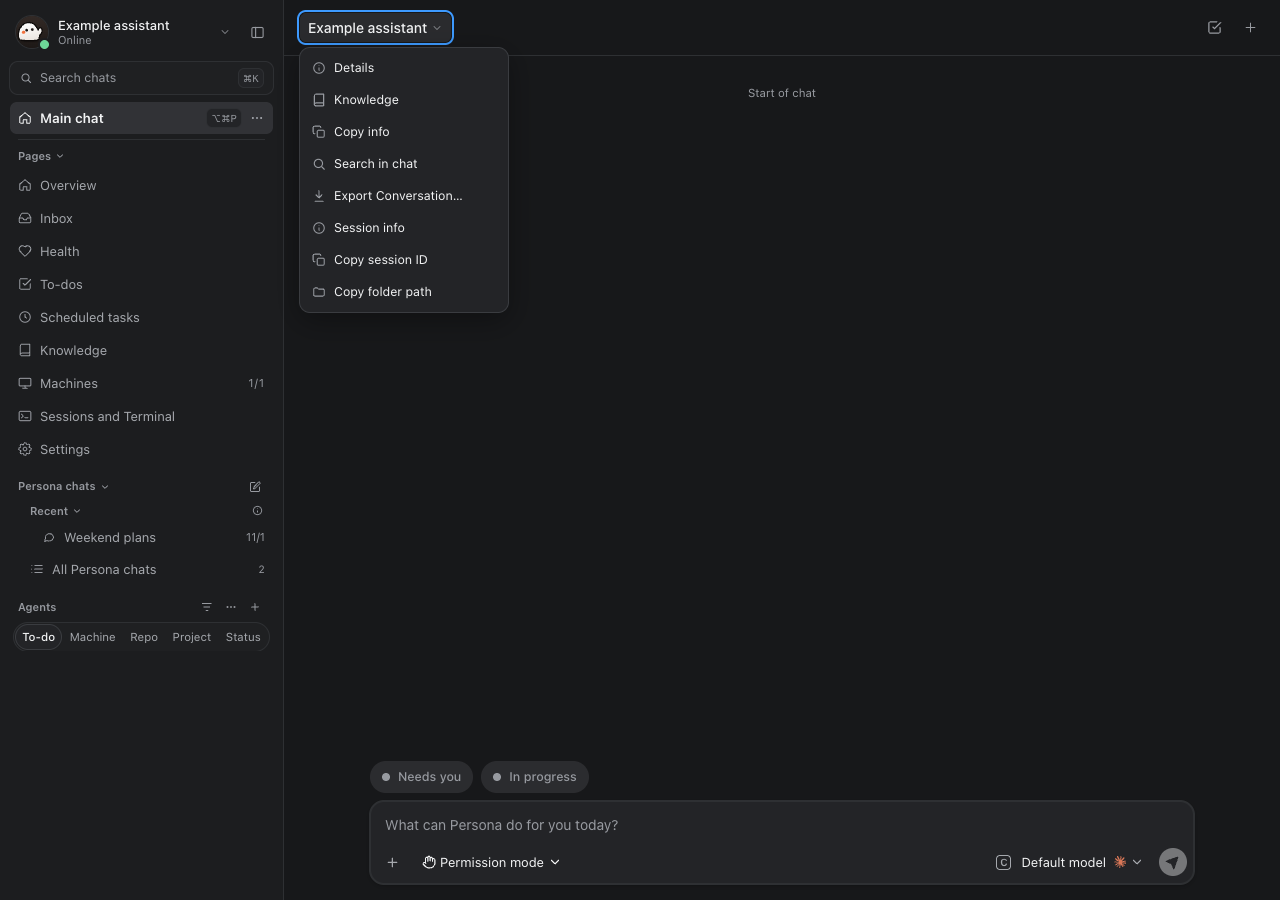 Example assistant
Online
Search chats ⌘K
Main chat ⌥⌘P
Pages
Overview
Inbox
Health
To-dos
Scheduled tasks
Knowledge
Machines 1/1
Sessions and Terminal
Settings
Persona chats
Recent
Weekend plans 11/1
All Persona chats 2
Agents
To-do Machine Repo Project Status
Example assistant
Details
Knowledge
Copy info
Search in chat
Export Conversation...
Session info
Copy session ID
Copy folder path
Start of chat
Needs you In progress
What can Persona do for you today?
Permission mode C Default model